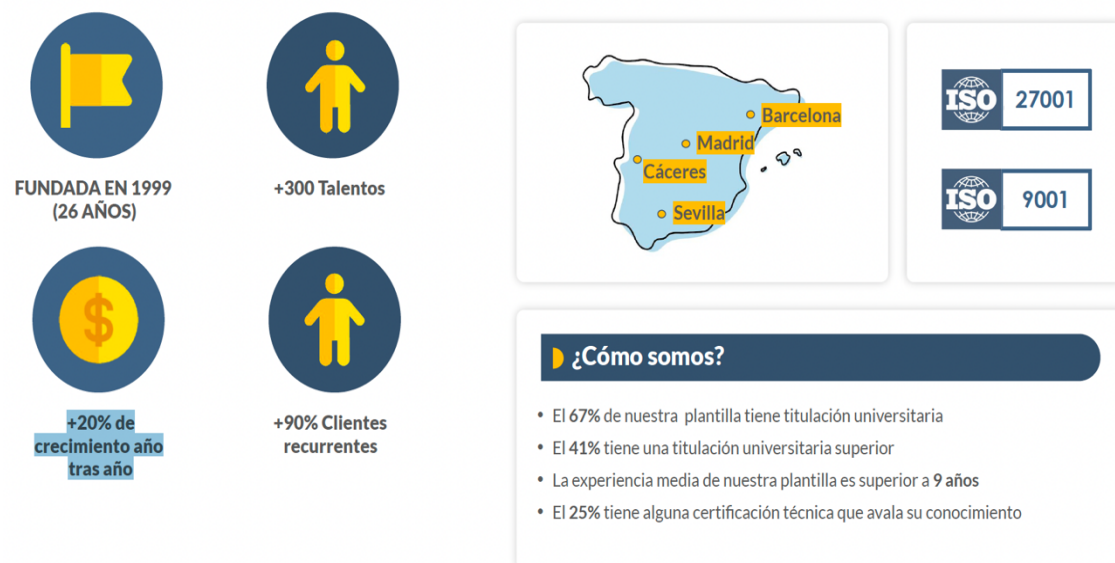 FUNDADA EN 1999
(26 AÑOS)
+300 Talentos
$
+20% de
crecimiento año
tras año
+90% Clientes
recurrentes
Barcelona
Madrid
Cáceres
Sevilla
ISO 27001
ISO 9001
¿Cómo somos?
• El 67% de nuestra plantilla tiene titulación universitaria
• El 41% tiene una titulación universitaria superior
• La experiencia media de nuestra plantilla es superior a 9 años
• El 25% tiene alguna certificación técnica que avala su conocimiento